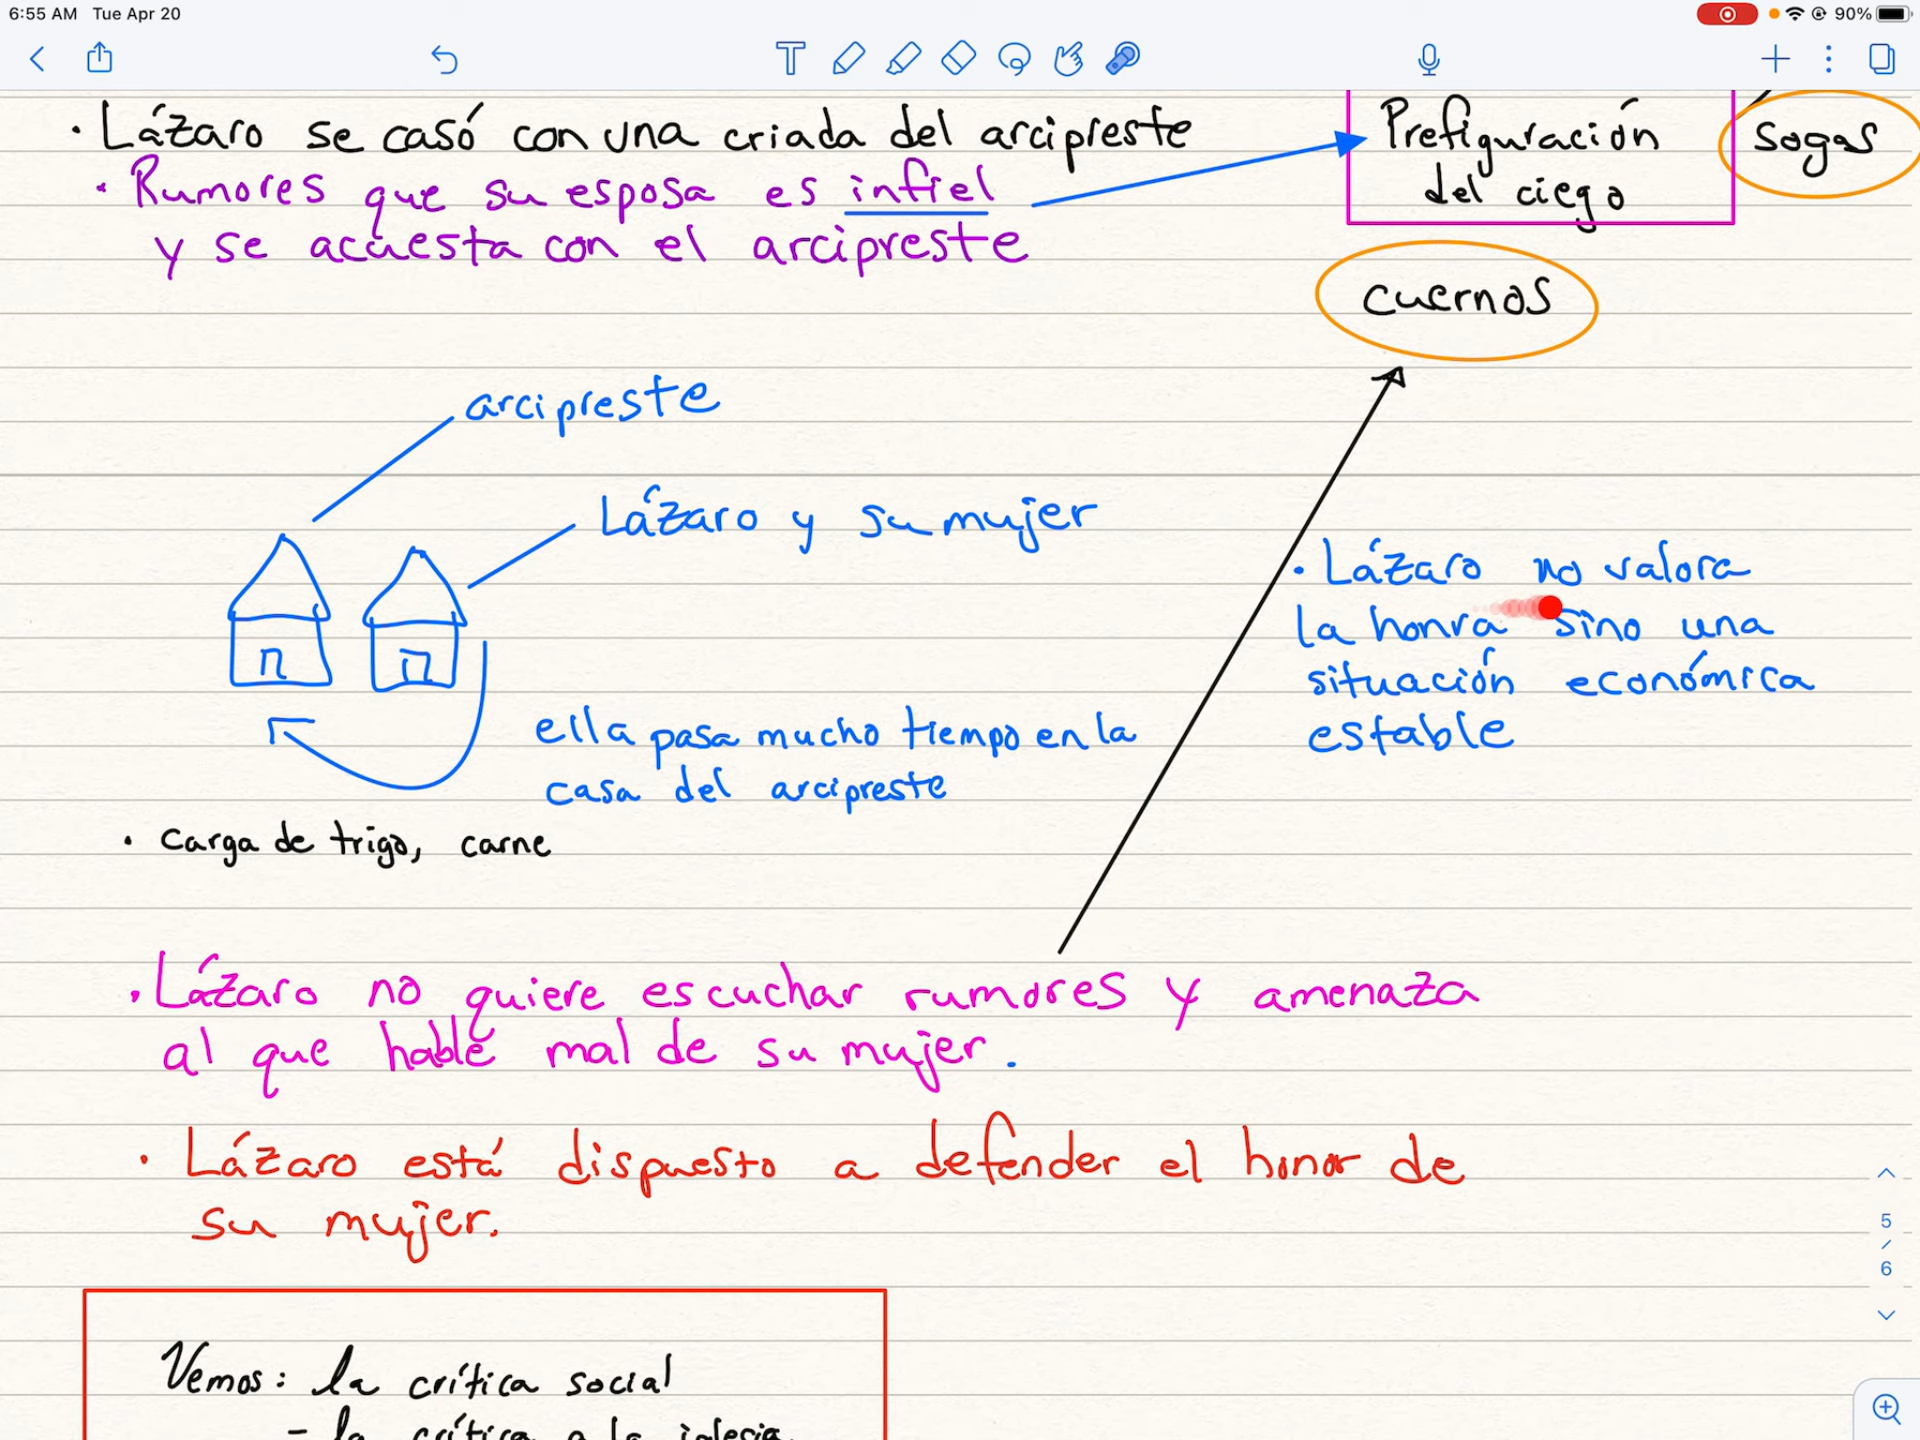 6:55 AM Tue Apr 20
90%
T
• Lázaro se casó con una criada del arcipreste
• Rumores que su esposa es infiel
y se acuesta con el arcipreste
Prefiguración
del ciego
sogas
cuernos
arcipreste
Lázaro y su mujer
• Lázaro no valora
la honra sino una
situación económica
estable
ella pasa mucho tiempo en la
casa del arcipreste
• Carga de trigo, carne
• Lázaro no quiere escuchar rumores y amenaza
al que hable mal de su mujer.
• Lázaro está dispuesto a defender el honor de
su mujer.
5
/
6
Vemos: la crítica social
- la crítica a la iglesia